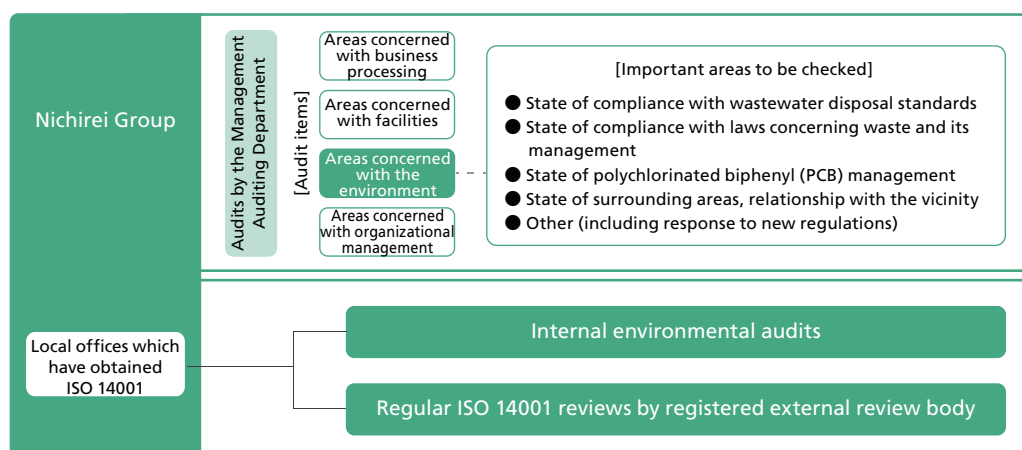 Nichirei Group
Audits by the Management
Auditing Department
[Audit items]
Areas concerned
with business
processing
Areas concerned
with facilities
Areas concerned
with the
environment
Areas concerned
with organizational
management
[Important areas to be checked]
● State of compliance with wastewater disposal standards
● State of compliance with laws concerning waste and its
management
● State of polychlorinated biphenyl (PCB) management
● State of surrounding areas, relationship with the vicinity
● Other (including response to new regulations)
Local offices which
have obtained
ISO 14001
Internal environmental audits
Regular ISO 14001 reviews by registered external review body